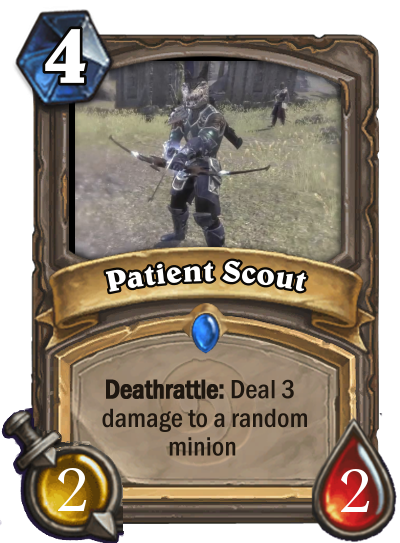 4
Patient Scout
Deathrattle: Deal 3
damage to a random
minion
2
2